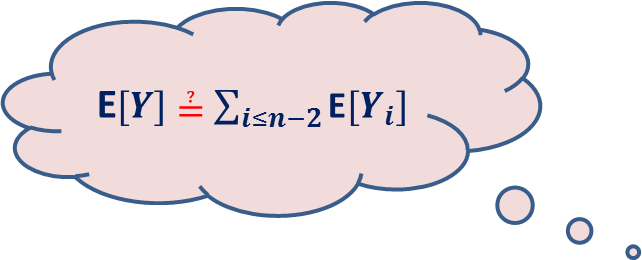 E[Y] ≟ ∑_{i≤n−2} E[Y_i]